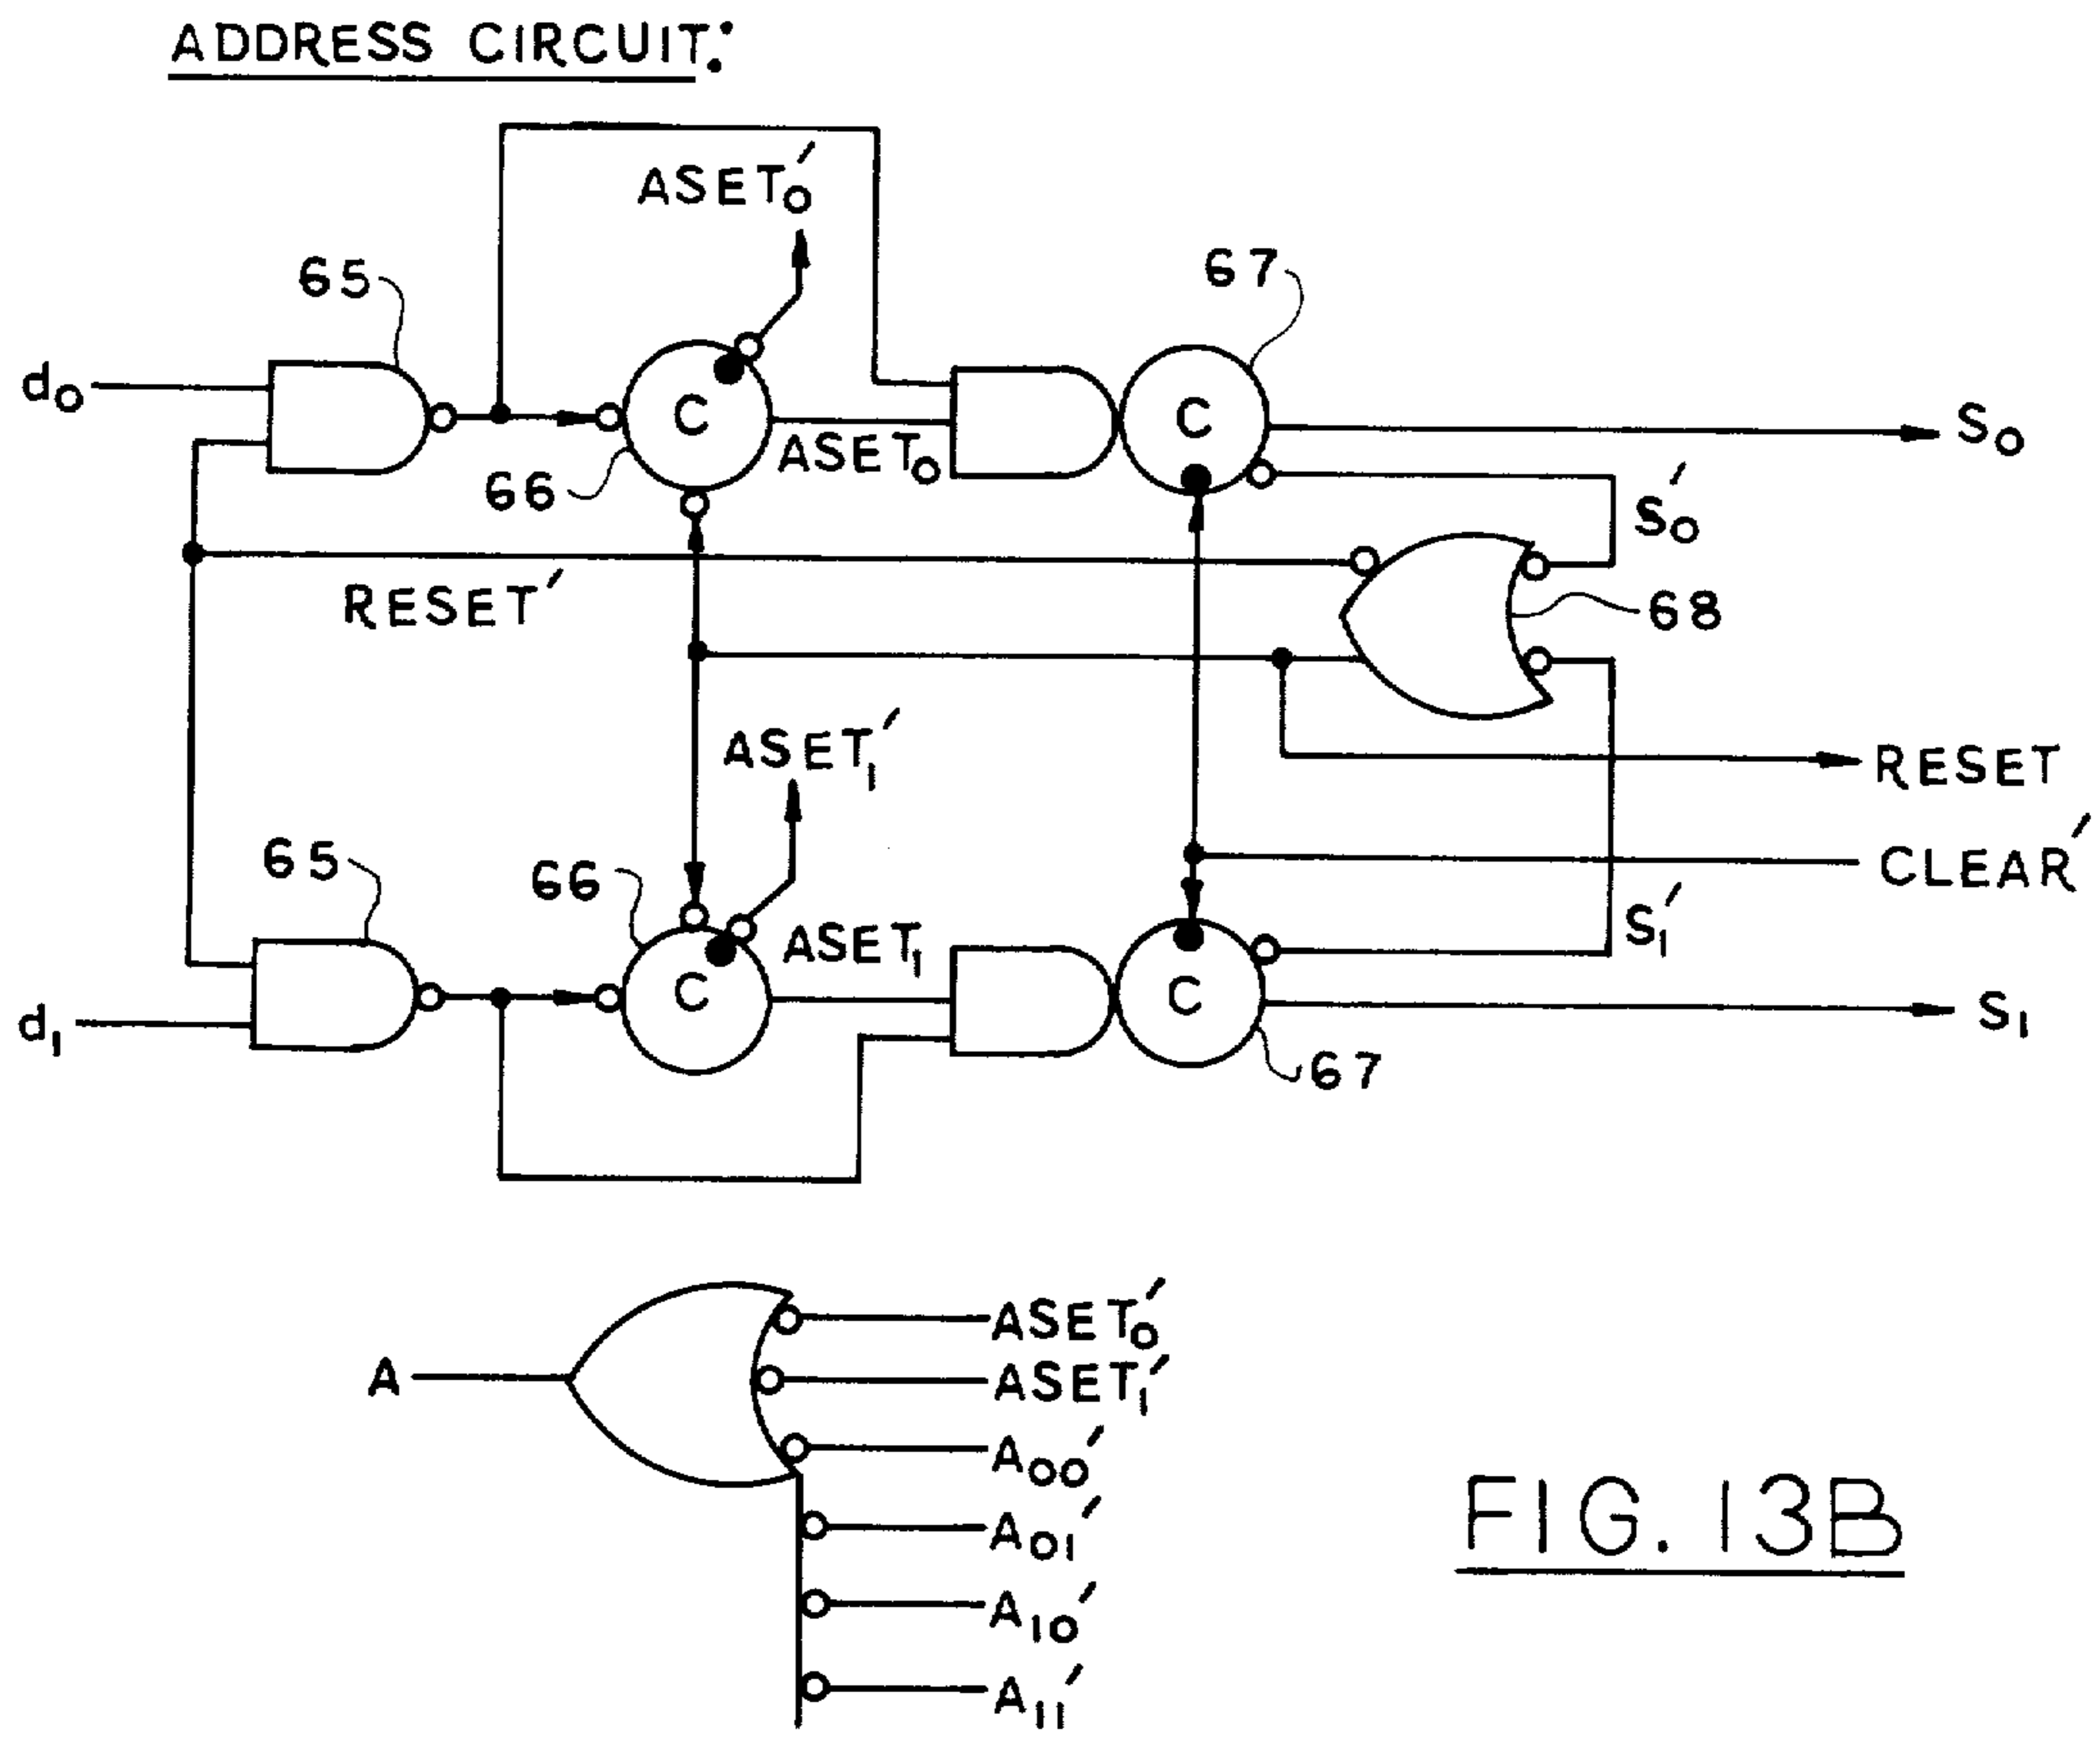 ADDRESS CIRCUIT:
ASET₀′
65
67
d₀
C
C
S₀
ASET₀
66
S₀′
RESET′
68
ASET₁′
RESET
65
66
CLEAR′
ASET₁
S₁′
C
C
d₁
S₁
67
ASET₀′
A
ASET₁′
A₀₀′
A₀₁′
A₁₀′
A₁₁′
FIG. 13B